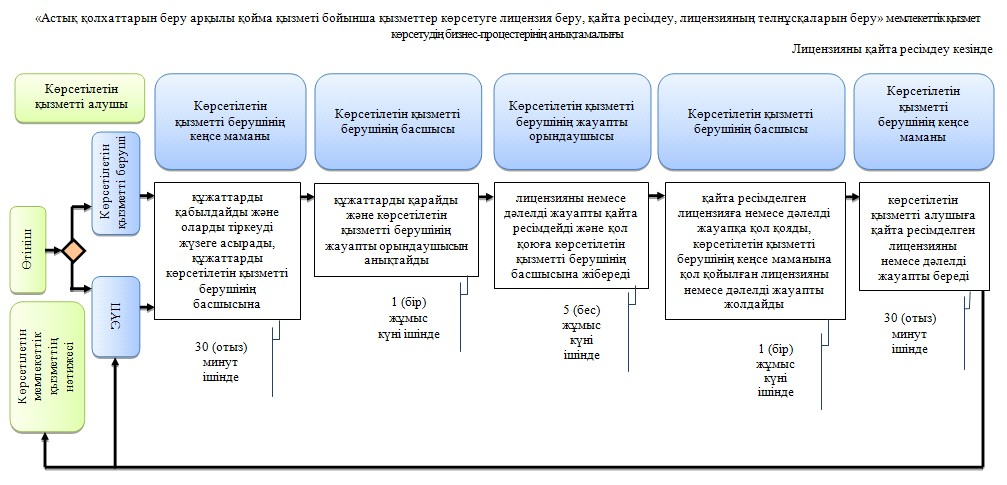 «Астық қолхаттарын беру арқылы қойма қызметі бойынша қызметтер көрсетуге лицензия беру, қайта ресімдеу, лицензияның телнұсқаларын беру» мемлекеттік қызмет
көрсетудің бизнес-процестерінің анықтамалығы
Лицензияны қайта ресімдеу кезінде
Көрсетілетін
қызметті алушы
Көрсетілетін
қызметті берушінің
кеңсе маманы
Көрсетілетін қызметті
берушінің басшысы
Көрсетілетін қызметті
берушінің жауапты
орындаушысы
Көрсетілетін қызметті
берушінің басшысы
Көрсетілетін
қызметті
берушінің кеңсе
маманы
Өтініш
Көрсетілетін
қызметті беруші
ЭҮП
Көрсетілетін
мемлекеттік
қызметтің
нәтижесі
құжаттарды
қабылдайды және
оларды тіркеуді
жүзеге асырады,
құжаттарды
көрсетілетін қызметті
берушінің
басшысына
30 (отыз)
минут
ішінде
құжаттарды қарайды
және көрсетілетін
қызметті берушінің
жауапты орындаушысын
анықтайды
1 (бір)
жұмыс
күні ішінде
лицензияны немесе
дәлелді жауапты қайта
ресімдейді және қол
қоюға көрсетілетін
қызметті берушінің
басшысына жібереді
5 (бес)
жұмыс
күні
ішінде
қайта ресімделген
лицензияға немесе дәлелді
жауапқа қол қояды,
көрсетілетін қызметті
берушінің кеңсе маманына
қол қойылған лицензияны
немесе дәлелді жауапты
жолдайды
1 (бір)
жұмыс
күні
ішінде
көрсетілетін
қызметті алушыға
қайта ресімделген
лицензияны
немесе дәлелді
жауапты береді
30 (отыз)
минут
ішінде